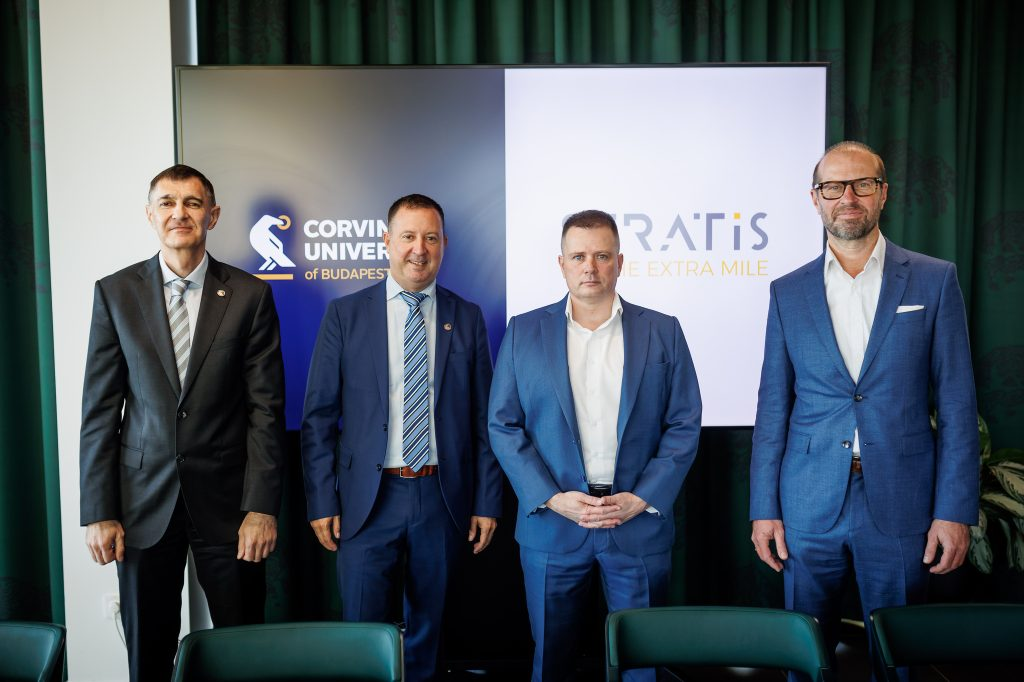 CORVIN
UNIVER
of BUDAPEST
RATIS
E EXTRA MILE